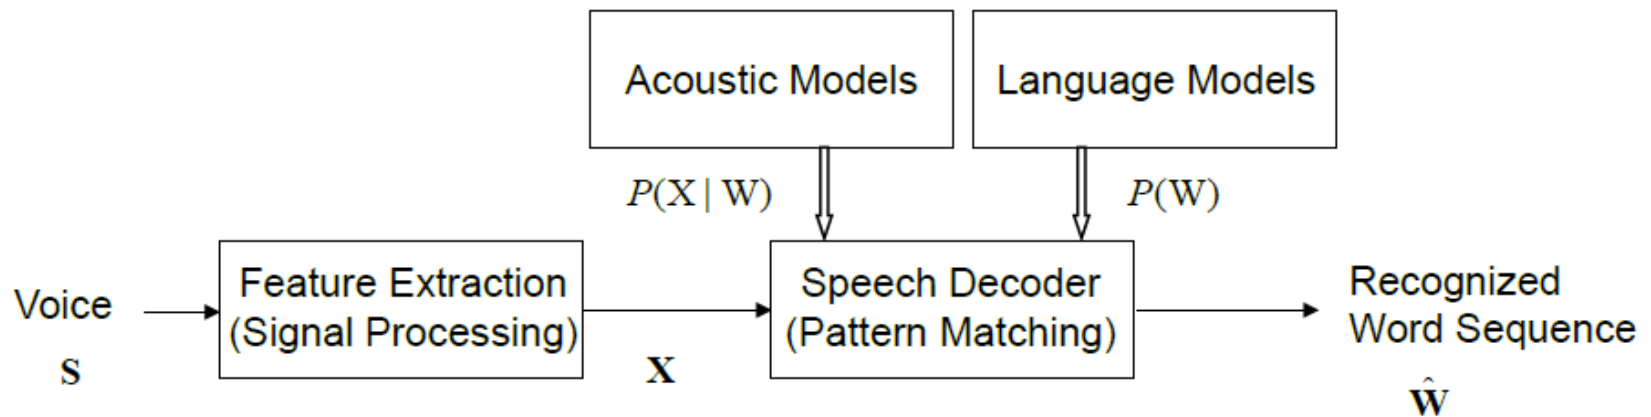 Acoustic Models
Language Models
P(X | W)
P(W)
Voice
Feature Extraction
(Signal Processing)
Speech Decoder
(Pattern Matching)
Recognized
Word Sequence
S
X
Ŵ